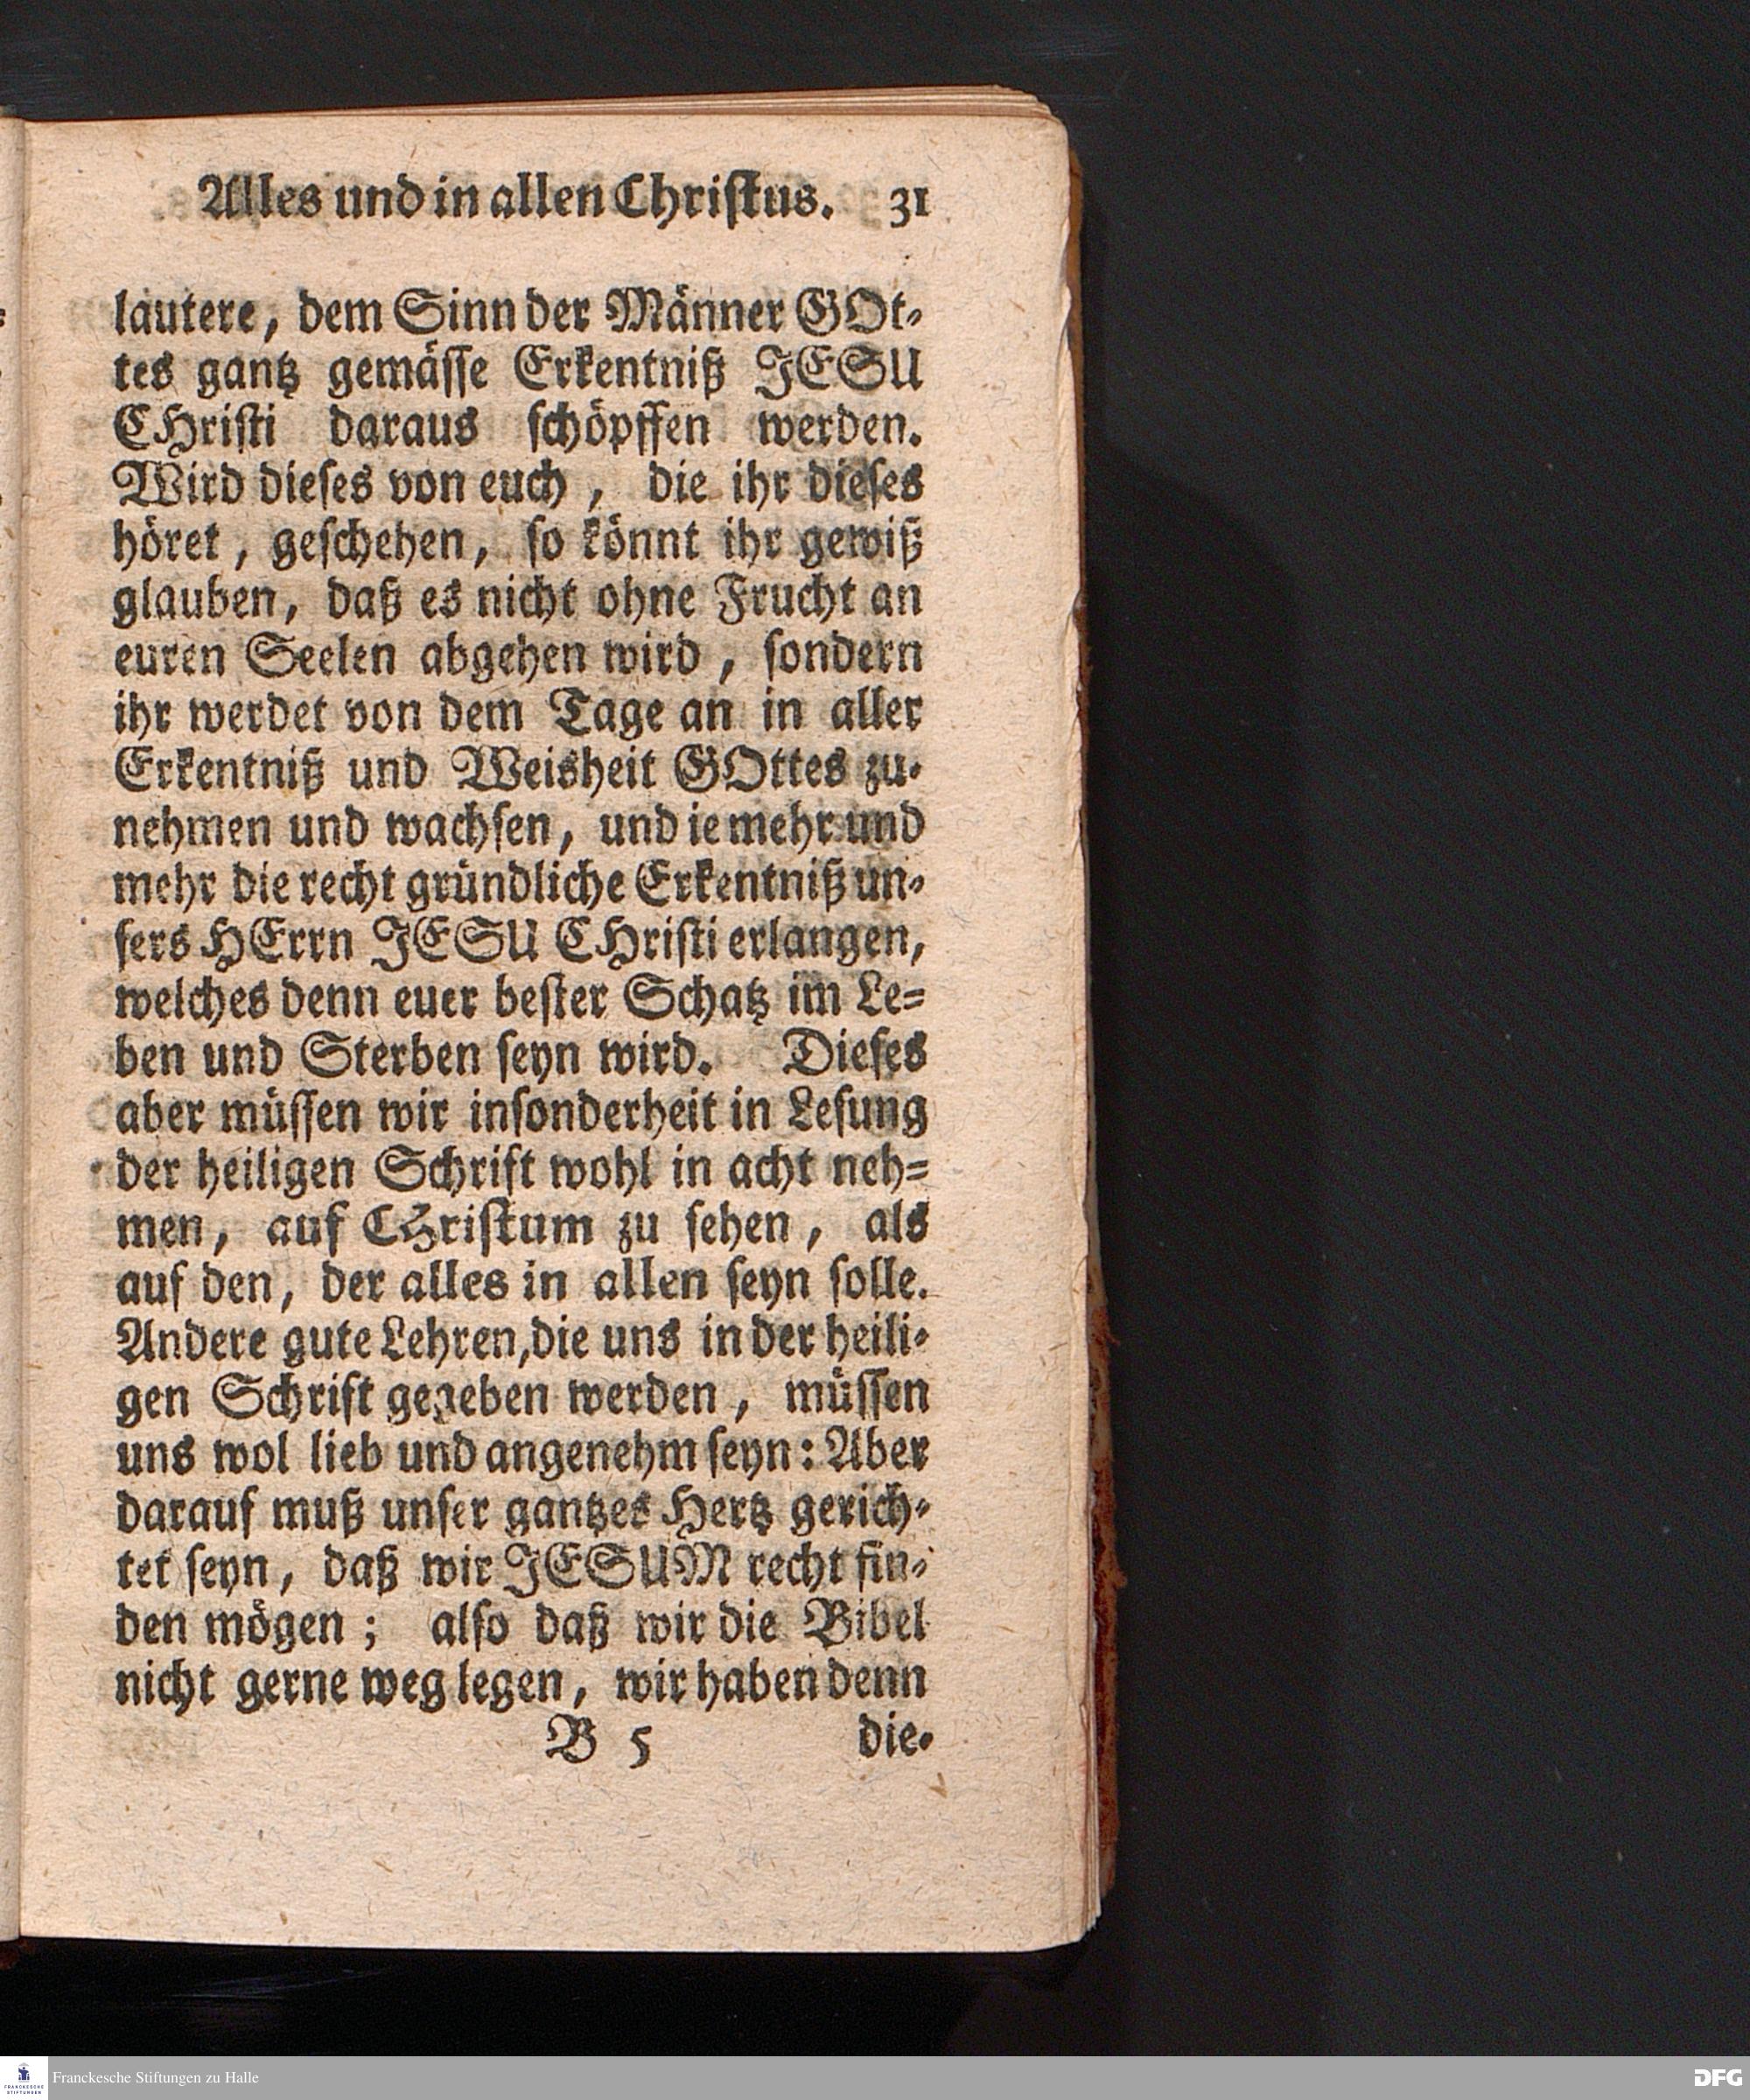 Alles und in allen Chriſtus. 31
lautere, dem Sinn der Männer GOt-
tes gantz gemäſſe Erkentniß JESU
CHriſti daraus ſchöpffen werden.
Wird dieſes von euch, die ihr dieſes
höret, geſchehen, ſo könnt ihr gewiß
glauben, daß es nicht ohne Frucht an
euren Seelen abgehen wird, ſondern
ihr werdet von dem Tage an in aller
Erkentniß und Weisheit GOttes zu-
nehmen und wachſen, und ie mehr und
mehr die recht gründliche Erkentniß un-
ſers HErrn JESU CHriſti erlangen,
welches denn euer beſter Schatz im Le-
ben und Sterben ſeyn wird. Dieſes
aber müſſen wir inſonderheit in Leſung
der heiligen Schrift wohl in acht neh-
men, auf CHriſtum zu ſehen, als
auf den, der alles in allen ſeyn ſolle.
Andere gute Lehren, die uns in der heili-
gen Schrift gegeben werden, müſſen
uns wol lieb und angenehm ſeyn: Aber
darauf muß unſer gantzes Hertz gerich-
tet ſeyn, daß wir JESUM recht fin-
den mögen; alſo daß wir die Bibel
nicht gerne weg legen, wir haben denn
B 5 die-
FRANCKESCHE STIFTUNGEN
Franckesche Stiftungen zu Halle
DFG